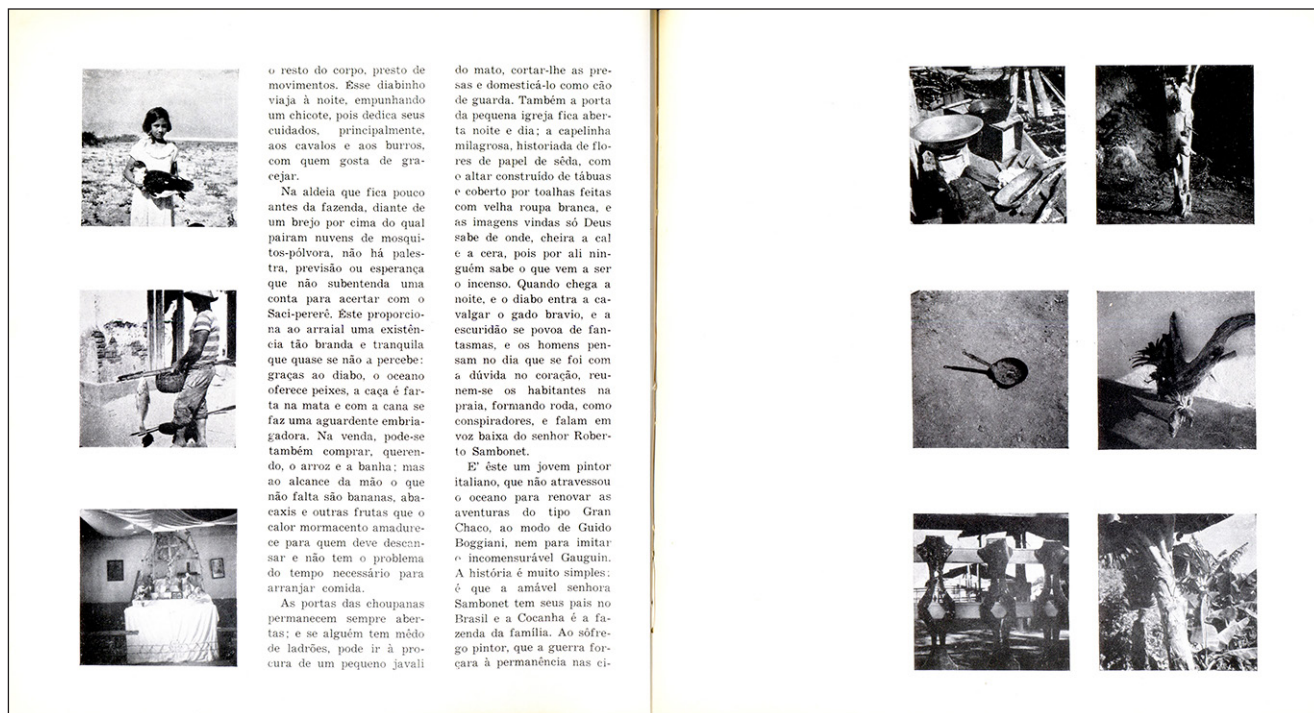 o resto do corpo, presto de
movimentos. Êsse diabinho
viaja à noite, empunhando
um chicote, pois dedica seus
cuidados, principalmente,
aos cavalos e aos burros,
com quem gosta de gra-
cejar.
Na aldeia que fica pouco
antes da fazenda, diante de
um brejo por cima do qual
pairam nuvens de mosqui-
tos-pólvora, não há pales-
tra, previsão ou esperança
que não subentenda uma
conta para acertar com o
Saci-pererê. Êste proporcio-
na ao arraial uma existên-
cia tão branda e tranquila
que quase se não a percebe:
graças ao diabo, o oceano
oferece peixes, a caça é far-
ta na mata e com a cana se
faz uma aguardente embria-
gadora. Na venda, pode-se
também comprar, queren-
do, o arroz e a banha; mas
ao alcance da mão o que
não falta são bananas, aba-
caxis e outras frutas que o
calor mormacento amadure-
ce para quem deve descan-
sar e não tem o problema
do tempo necessário para
arranjar comida.
As portas das choupanas
permanecem sempre aber-
tas; e se alguém tem mêdo
de ladrões, pode ir à pro-
cura de um pequeno javali
do mato, cortar-lhe as pre-
sas e domesticá-lo como cão
de guarda. Também a porta
da pequena igreja fica aber-
ta noite e dia; a capelinha
milagrosa, historiada de flo-
res de papel de sêda, com
o altar construído de tábuas
e coberto por toalhas feitas
com velha roupa branca, e
as imagens vindas só Deus
sabe de onde, cheira a cal
e a cera, pois por ali nin-
guém sabe o que vem a ser
o incenso. Quando chega a
noite, e o diabo entra a ca-
valgar o gado bravio, e a
escuridão se povoa de fan-
tasmas, e os homens pen-
sam no dia que se foi com
a dúvida no coração, reu-
nem-se os habitantes na
praia, formando roda, como
conspiradores, e falam em
voz baixa do senhor Rober-
to Sambonet.
E' êste um jovem pintor
italiano, que não atravessou
o oceano para renovar as
aventuras do tipo Gran
Chaco, ao modo de Guido
Boggiani, nem para imitar
o incomensurável Gauguin.
A história é muito simples:
é que a amável senhora
Sambonet tem seus pais no
Brasil e a Cocanha é a fa-
zenda da família. Ao sôfre-
go pintor, que a guerra for-
çara à permanência nas ci-